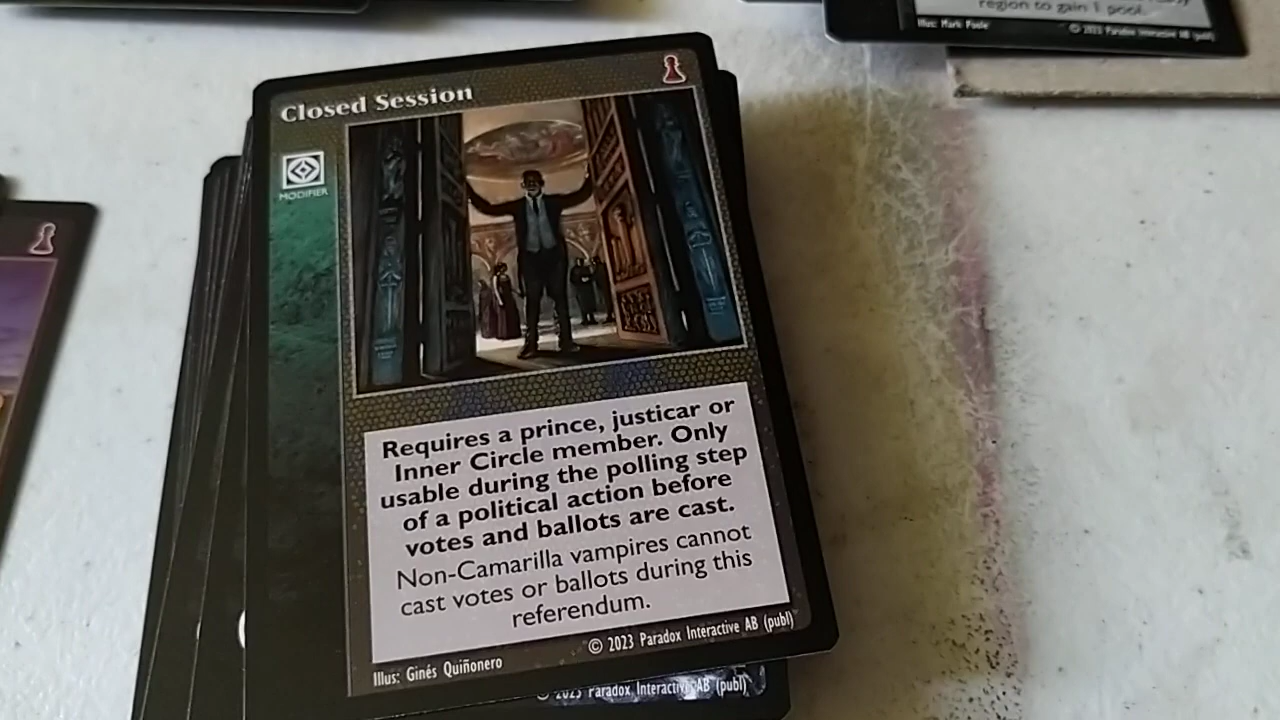 region to gain 1 pool.
Illus: Mark Poole
© 2023 Paradox Interactive AB (publ)
Closed Session
MODIFIER
Requires a prince, justicar or
Inner Circle member. Only
usable during the polling step
of a political action before
votes and ballots are cast.
Non-Camarilla vampires cannot
cast votes or ballots during this
referendum.
© 2023 Paradox Interactive AB (publ)
Illus: Ginés Quiñonero
© 2023 Paradox Interactive AB (publ)